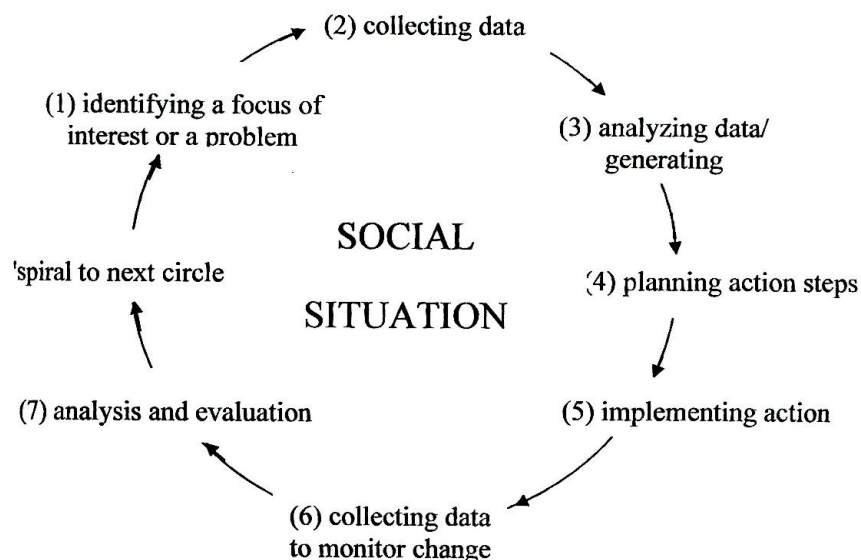 (2) collecting data
(1) identifying a focus of
interest or a problem
(3) analyzing data/
generating
SOCIAL
SITUATION
'spiral to next circle
(4) planning action steps
(7) analysis and evaluation
(5) implementing action
(6) collecting data
to monitor change